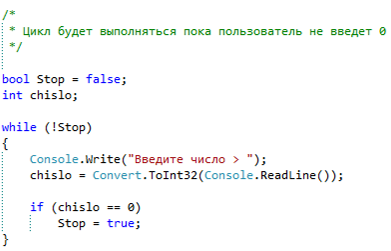 /*
 * Цикл будет выполняться пока пользователь не введет 0
 */

bool Stop = false;
int chislo;

while (!Stop)
{
    Console.Write("Введите число > ");
    chislo = Convert.ToInt32(Console.ReadLine());

    if (chislo == 0)
        Stop = true;
}